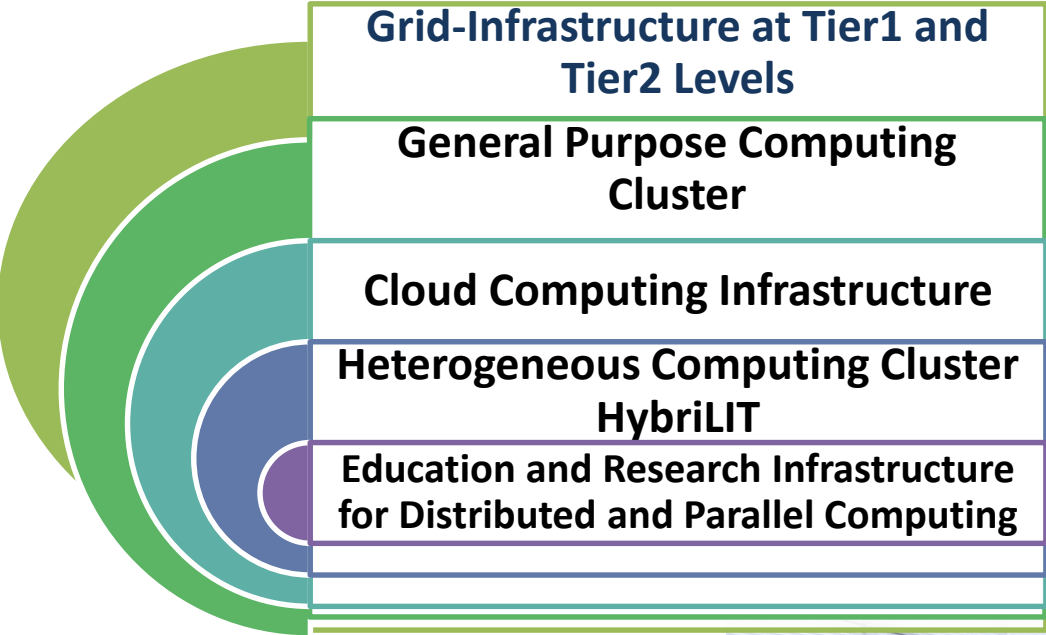 Grid-Infrastructure at Tier1 and
Tier2 Levels
General Purpose Computing
Cluster
Cloud Computing Infrastructure
Heterogeneous Computing Cluster
HybriLIT
Education and Research Infrastructure
for Distributed and Parallel Computing